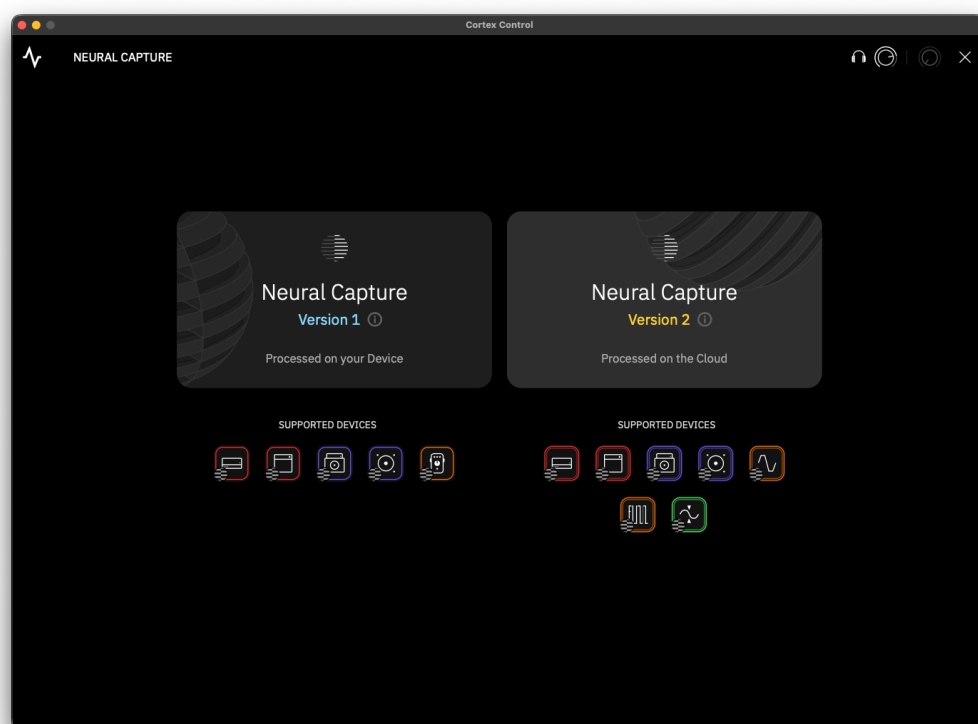 Cortex Control
NEURAL CAPTURE
Neural Capture
Version 1
Processed on your Device
Neural Capture
Version 2
Processed on the Cloud
SUPPORTED DEVICES
SUPPORTED DEVICES